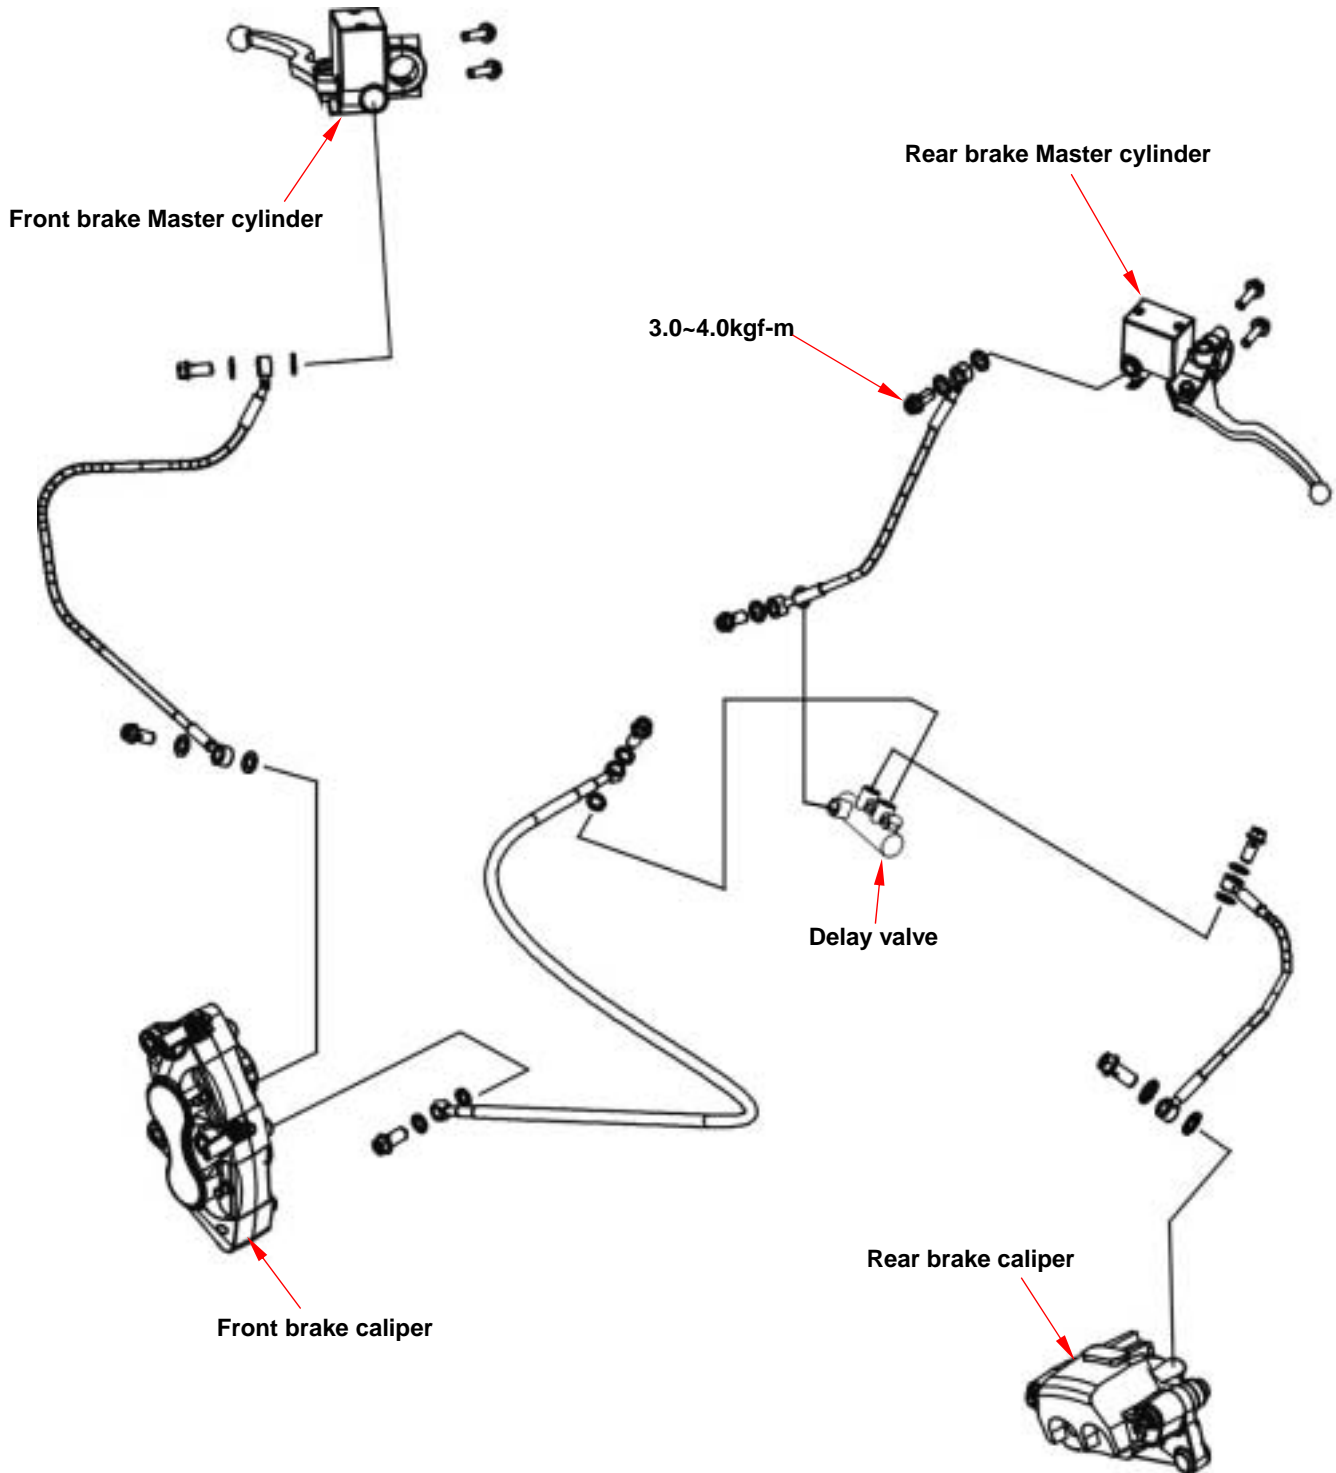 Rear brake Master cylinder
Front brake Master cylinder
3.0~4.0kgf-m
Delay valve
Rear brake caliper
Front brake caliper